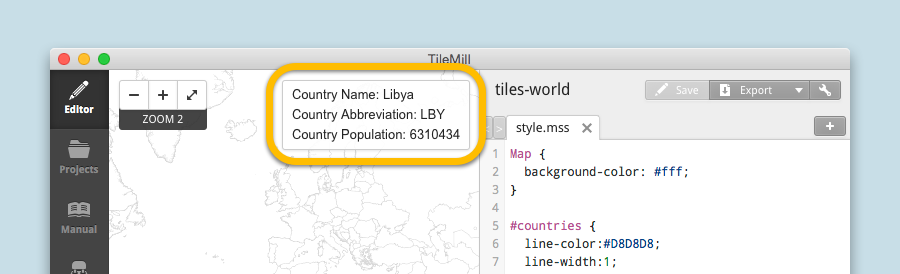 TileMill
Editor
Projects
Manual
ZOOM 2
Country Name: Libya
Country Abbreviation: LBY
Country Population: 6310434
tiles-world
Save
Export
style.mss
1 Map {
2 background-color: #fff;
3 }
4
5 #countries {
6 line-color:#D8D8D8;
7 line-width:1;